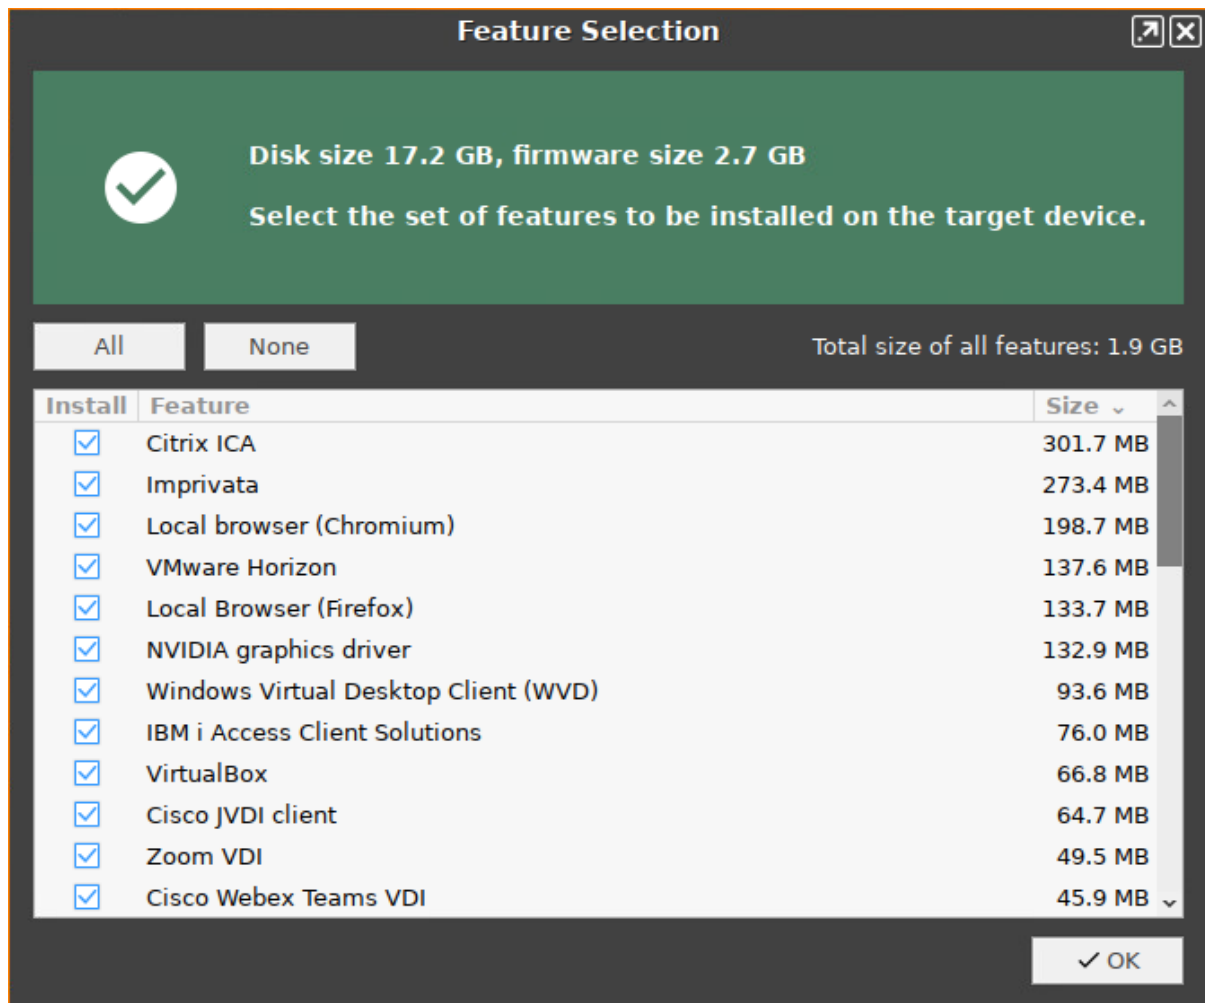 Feature Selection
Disk size 17.2 GB, firmware size 2.7 GB
Select the set of features to be installed on the target device.
All None Total size of all features: 1.9 GB
Install Feature Size
Citrix ICA 301.7 MB
Imprivata 273.4 MB
Local browser (Chromium) 198.7 MB
VMware Horizon 137.6 MB
Local Browser (Firefox) 133.7 MB
NVIDIA graphics driver 132.9 MB
Windows Virtual Desktop Client (WVD) 93.6 MB
IBM i Access Client Solutions 76.0 MB
VirtualBox 66.8 MB
Cisco JVDI client 64.7 MB
Zoom VDI 49.5 MB
Cisco Webex Teams VDI 45.9 MB
OK